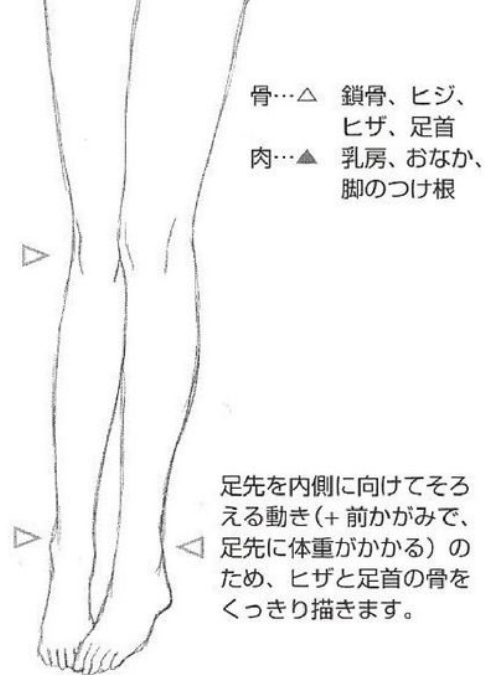 骨…△ 鎖骨、ヒジ、
ヒザ、足首
肉…▲ 乳房、おなか、
脚のつけ根
足先を内側に向けてそろ
える動き(+前かがみで、
足先に体重がかかる)の
ため、ヒザと足首の骨を
くっきり描きます。